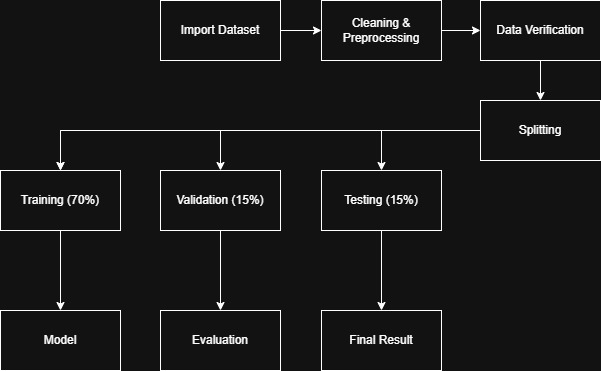 Import Dataset
Cleaning &
Preprocessing
Data Verification
Splitting
Training (70%)
Validation (15%)
Testing (15%)
Model
Evaluation
Final Result